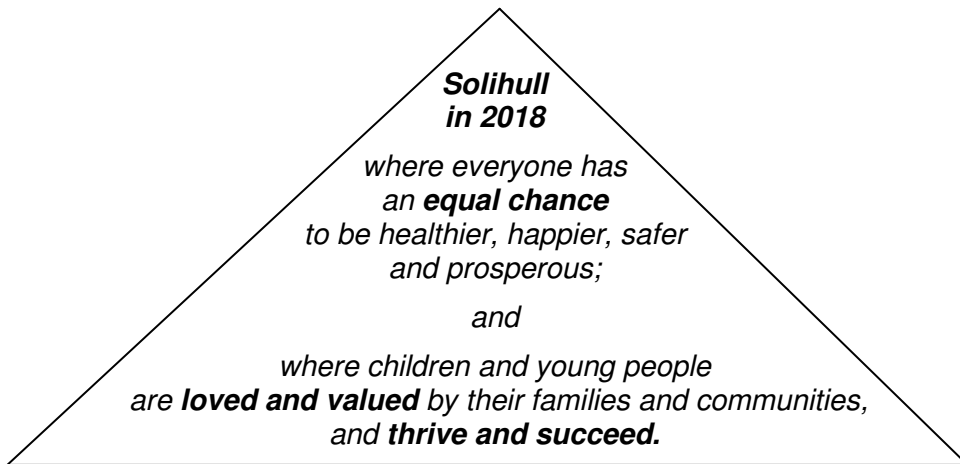 Solihull
in 2018
where everyone has
an equal chance
to be healthier, happier, safer
and prosperous;
and
where children and young people
are loved and valued by their families and communities,
and thrive and succeed.